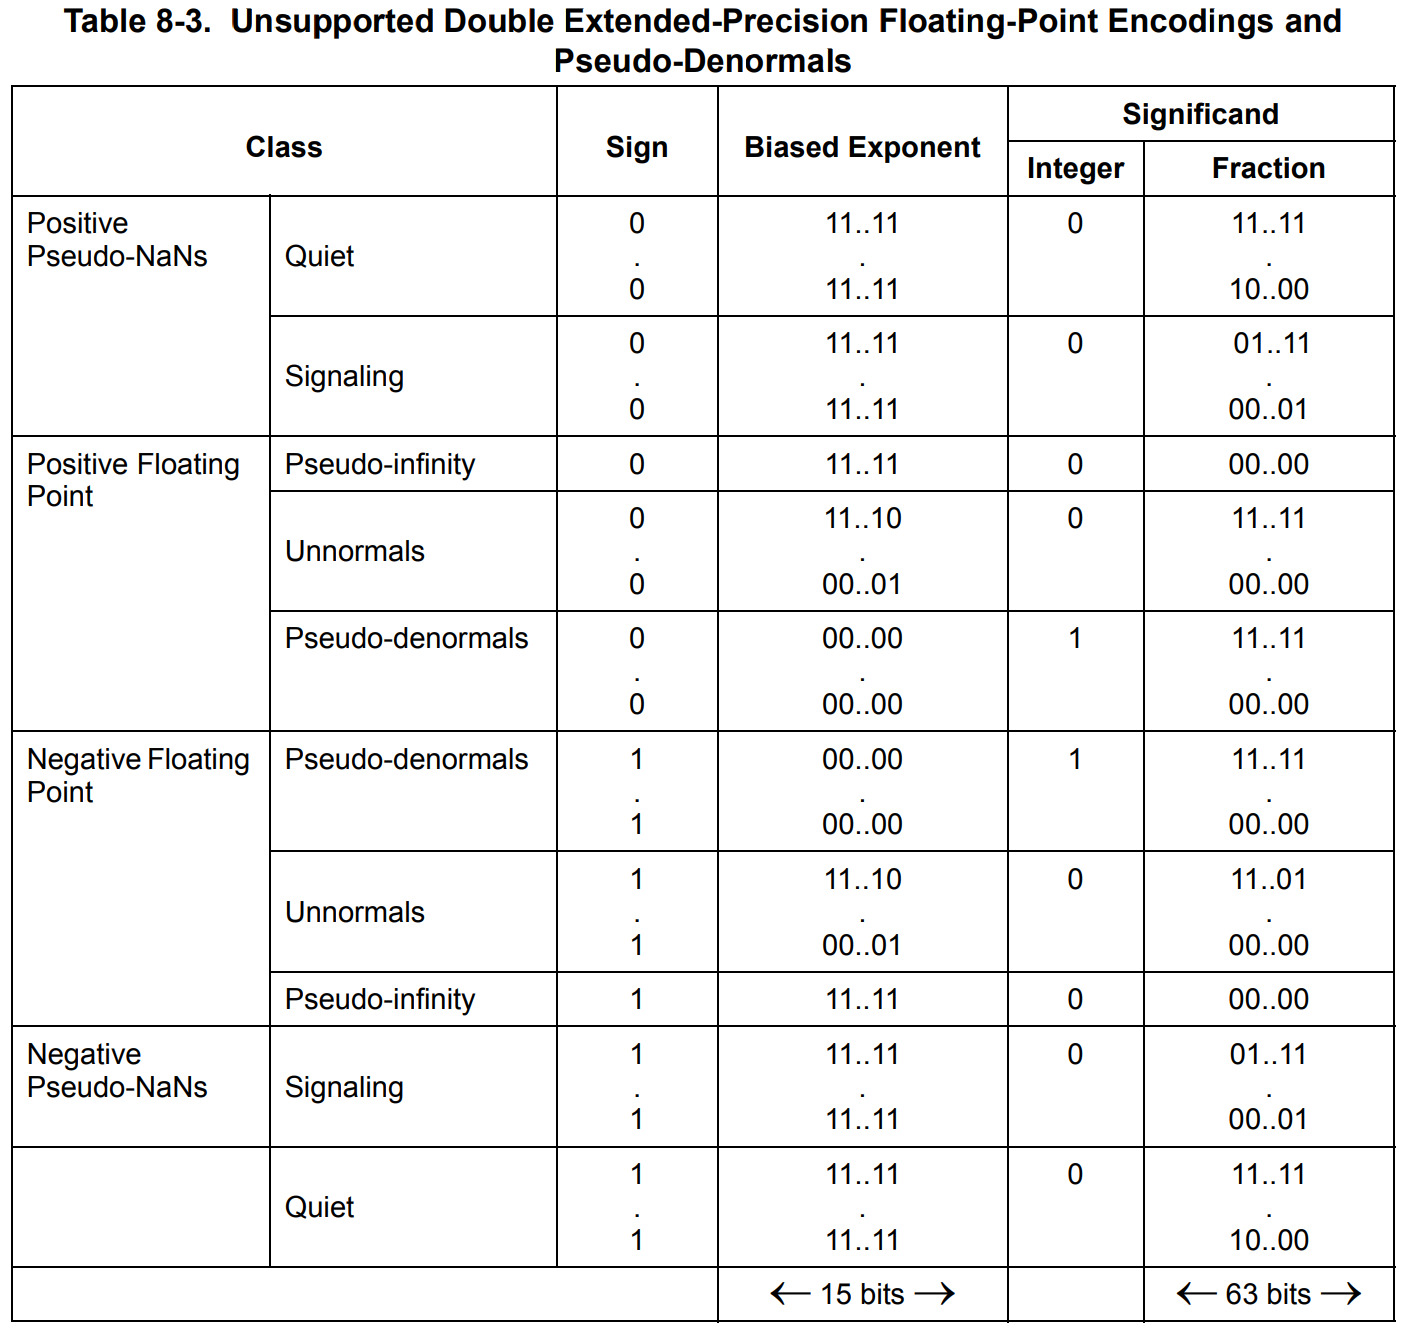 Table 8-3. Unsupported Double Extended-Precision Floating-Point Encodings and
Pseudo-Denormals
Class Sign Biased Exponent Significand
Integer Fraction
Positive Pseudo-NaNs Quiet 0 11..11 0 11..11
. . .
0 11..11 10..00
Signaling 0 11..11 0 01..11
. . .
0 11..11 00..01
Positive Floating Point Pseudo-infinity 0 11..11 0 00..00
Unnormals 0 11..10 0 11..11
. . .
0 00..01 00..00
Pseudo-denormals 0 00..00 1 11..11
. . .
0 00..00 00..00
Negative Floating Point Pseudo-denormals 1 00..00 1 11..11
. . .
1 00..00 00..00
Unnormals 1 11..10 0 11..01
. . .
1 00..01 00..00
Pseudo-infinity 1 11..11 0 00..00
Negative Pseudo-NaNs Signaling 1 11..11 0 01..11
. . .
1 11..11 00..01
Quiet 1 11..11 0 11..11
. . .
1 11..11 10..00
← 15 bits → ← 63 bits →